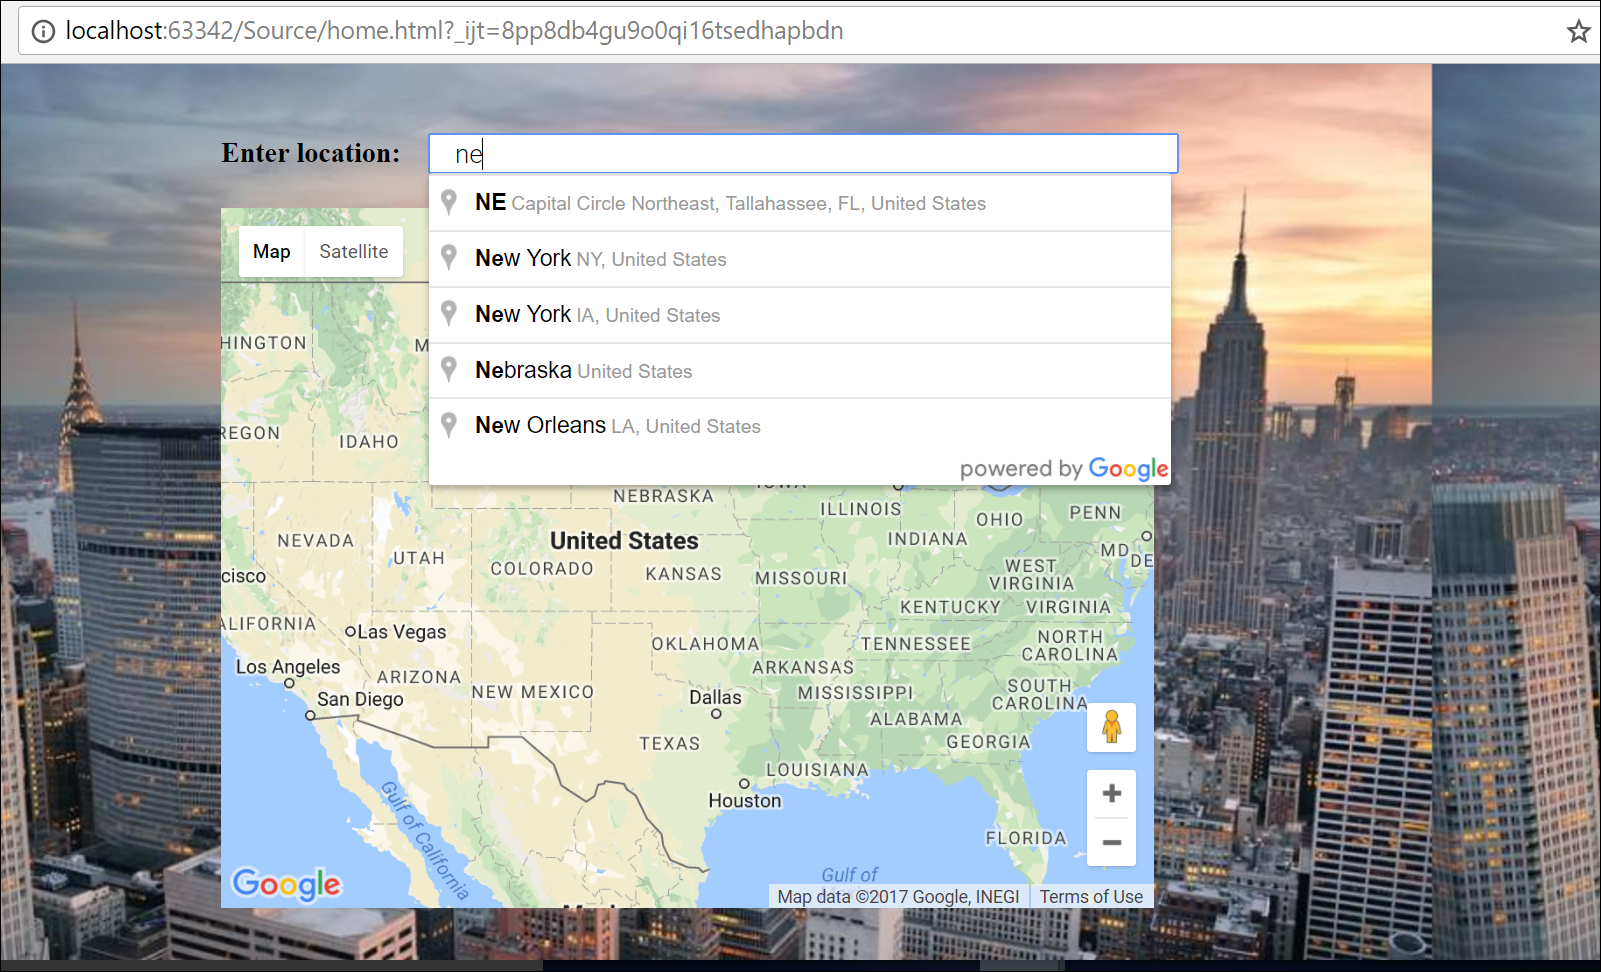 localhost:63342/Source/home.html?_ijt=8pp8db4gu9o0qi16tsedhapbdn
Enter location: ne
NE Capital Circle Northeast, Tallahassee, FL, United States
New York NY, United States
New York IA, United States
Nebraska United States
New Orleans LA, United States
powered by Google
Map Satellite
HINGTON
M
REGON
IDAHO
NEBRASKA
ILLINOIS
OHIO
PENN
NEVADA
UTAH
United States
COLORADO
KANSAS
MISSOURI
INDIANA
WEST
VIRGINIA
MD
DE
cisco
KENTUCKY
VIRGINIA
ALIFORNIA
Las Vegas
OKLAHOMA
TENNESSEE
NORTH
CAROLINA
Los Angeles
ARIZONA
NEW MEXICO
ARKANSAS
San Diego
Dallas
MISSISSIPPI
SOUTH
CAROLINA
ALABAMA
TEXAS
GEORGIA
LOUISIANA
Houston
FLORIDA
Gulf of California
Gulf of
Google
Map data ©2017 Google, INEGI
Terms of Use